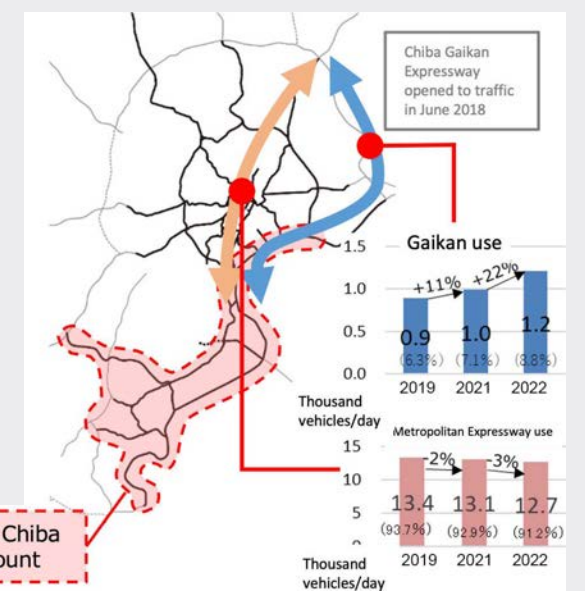 Chiba Gaikan
Expressway
opened to traffic
in June 2018
Gaikan use
1.5
1.0
0.5
0.0
+11%
+22%
0.9
1.0
1.2
(6.3%)
(7.1%)
(8.8%)
2019
2021
2022
Thousand
vehicles/day
Metropolitan Expressway use
15
10
5
-2%
-3%
13.4
13.1
12.7
(93.7%)
(92.9%)
(91.2%)
2019
2021
2022
Thousand
vehicles/day
Chiba
ount